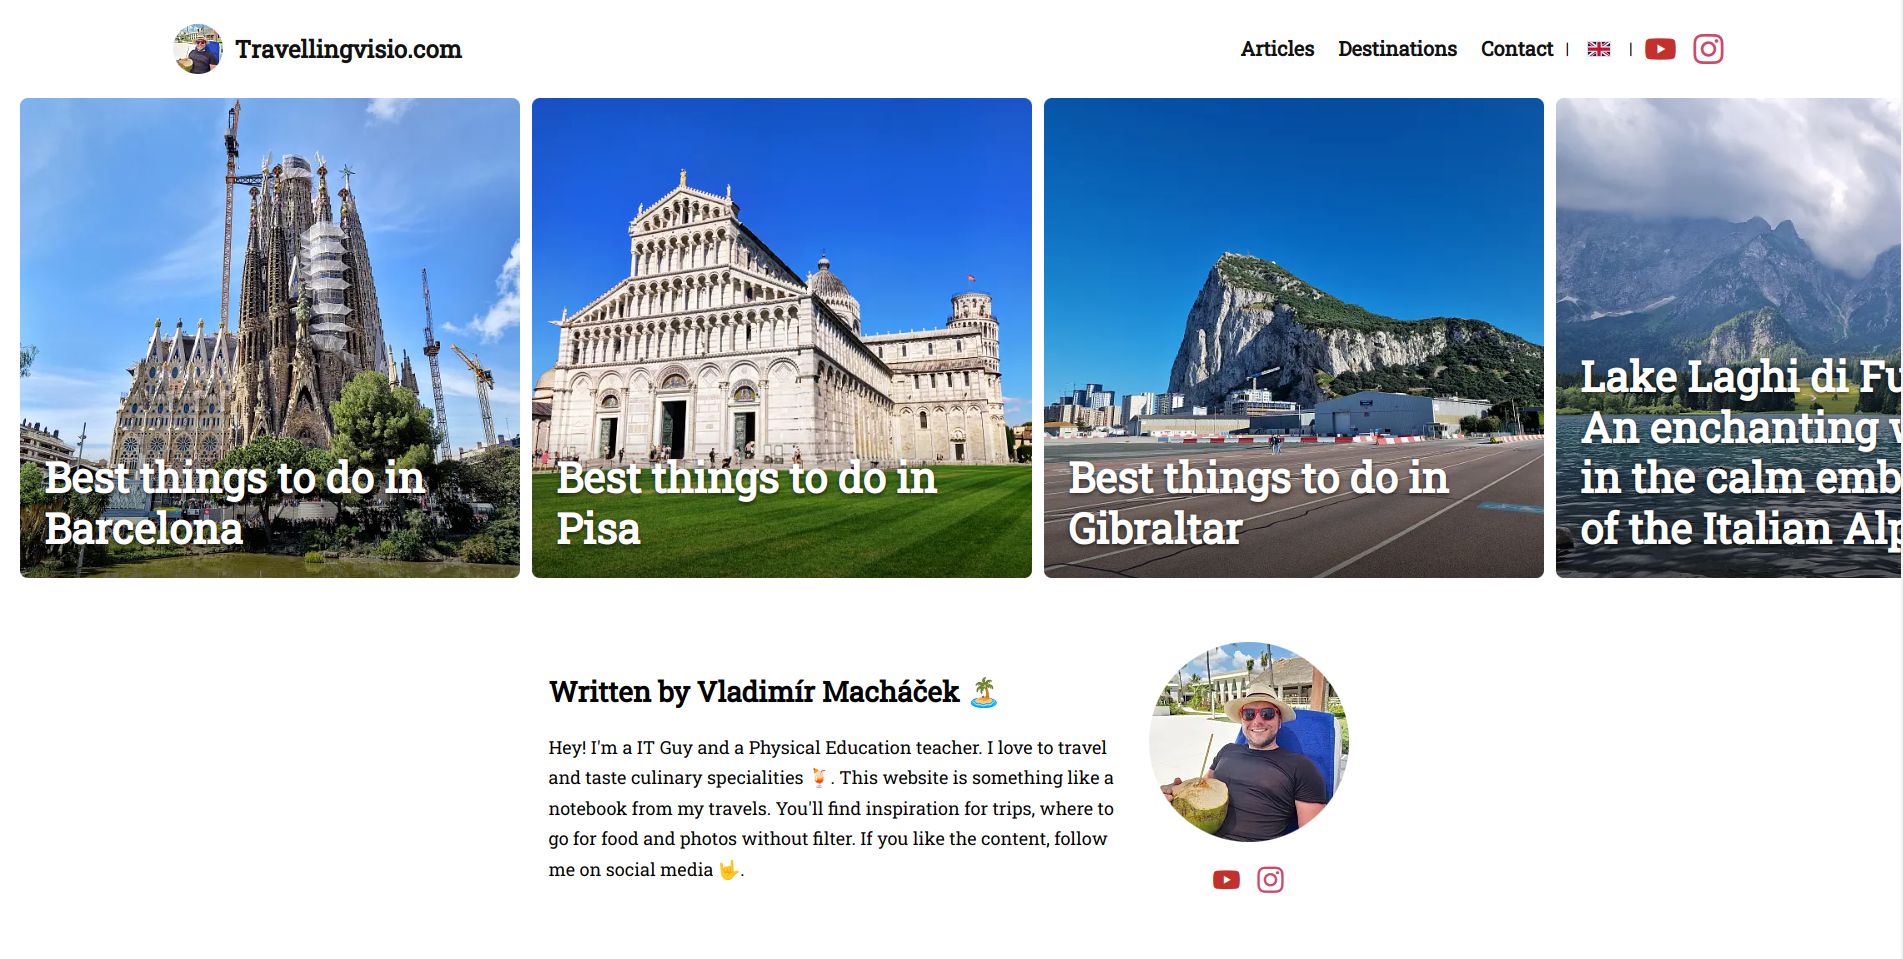 Travellingvisio.com
Articles Destinations Contact | | 
Best things to do in
Barcelona
Best things to do in
Pisa
Best things to do in
Gibraltar
Lake Laghi di Fu
An enchanting
in the calm emb
of the Italian Alp
Written by Vladimír Macháček 🏝️
Hey! I'm a IT Guy and a Physical Education teacher. I love to travel
and taste culinary specialities 🍹. This website is something like a
notebook from my travels. You'll find inspiration for trips, where to
go for food and photos without filter. If you like the content, follow
me on social media 🤟.